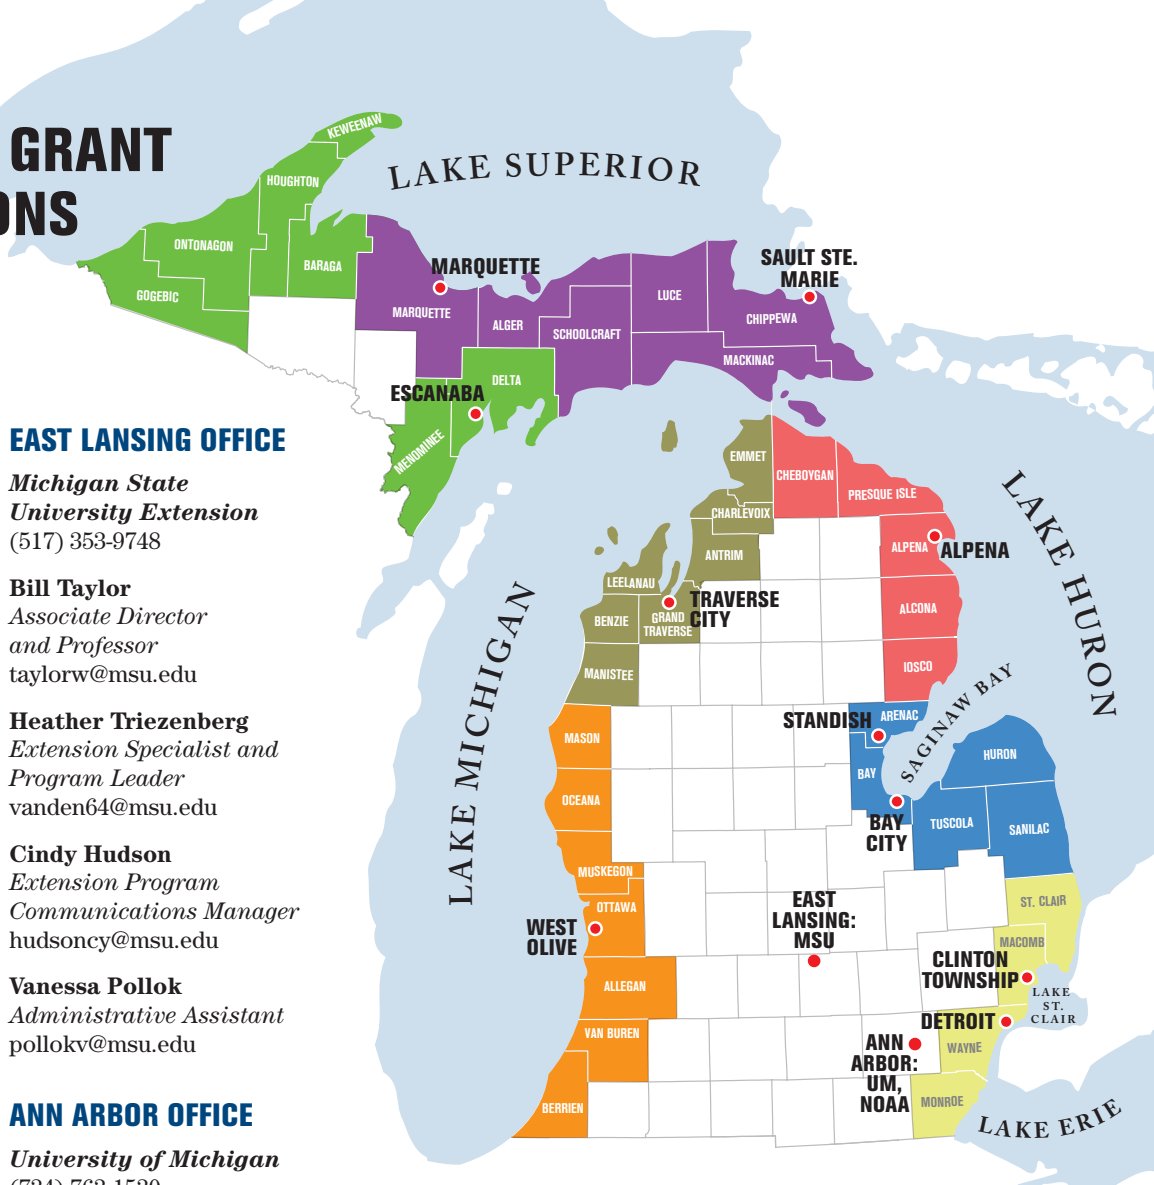 GRANT
ONS
EAST LANSING OFFICE
Michigan State
University Extension
(517) 353-9748
Bill Taylor
Associate Director
and Professor
taylorw@msu.edu
Heather Triezenberg
Extension Specialist and
Program Leader
vanden64@msu.edu
Cindy Hudson
Extension Program
Communications Manager
hudsoncy@msu.edu
Vanessa Pollok
Administrative Assistant
pollokv@msu.edu
ANN ARBOR OFFICE
University of Michigan
LAKE SUPERIOR
KEWEENAW
HOUGHTON
ONTONAGON
BARAGA
GOGEBIC
MARQUETTE
MARQUETTE
ALGER
SCHOOLCRAFT
LUCE
SAULT STE.
MARIE
CHIPPEWA
MACKINAC
DELTA
ESCANABA
MENOMINEE
EMMET
CHEBOYGAN
PRESQUE ISLE
CHARLEVOIX
ANTRIM
ALPENA
ALPENA
LEELANAU
BENZIE
GRAND
TRAVERSE
TRAVERSE
CITY
ALCONA
MANISTEE
IOSCO
LAKE MICHIGAN
LAKE HURON
SAGINAW BAY
STANDISH
ARENAC
MASON
BAY
HURON
OCEANA
BAY
CITY
TUSCOLA
SANILAC
MUSKEGON
OTTAWA
WEST
OLIVE
EAST
LANSING:
MSU
ST. CLAIR
MACOMB
CLINTON
TOWNSHIP
ALLEGAN
LAKE
ST.
CLAIR
DETROIT
VAN BUREN
ANN
ARBOR:
UM,
NOAA
WAYNE
BERRIEN
MONROE
LAKE ERIE